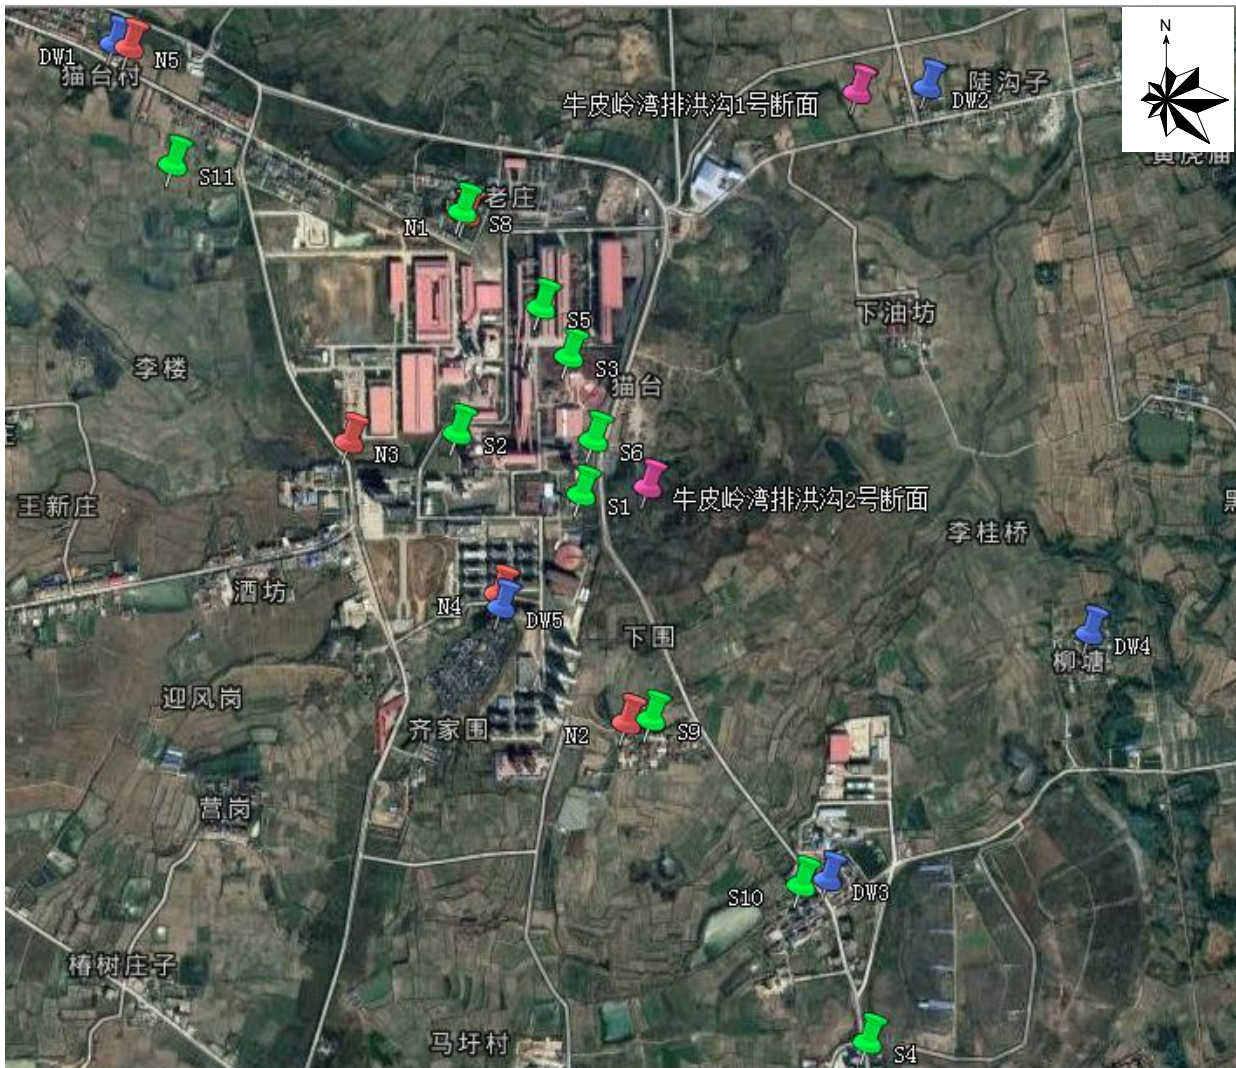 N
DW1
N5
猫台村
陡沟子
牛皮岭湾排洪沟1号断面
DW2
黄虎庙
S11
老庄
N1
S8
S5
下油坊
李楼
S3
猫台
N3
S2
S6
王新庄
S1
牛皮岭湾排洪沟2号断面
李桂桥
酒坊
N4
DW5
下围
DW4
柳塘
迎风岗
齐家围
N2
S9
营岗
S10
DW3
椿树庄子
马圩村
S4